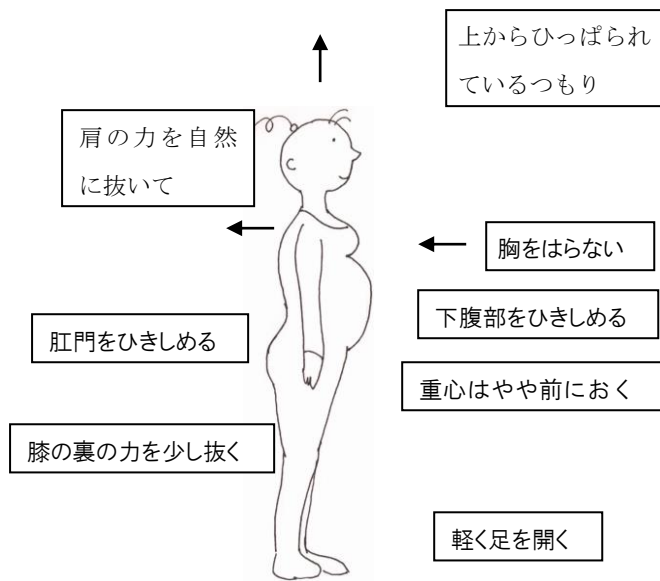 上からひっぱられ
ているつもり
肩の力を自然
に抜いて
胸をはらない
下腹部をひきしめる
肛門をひきしめる
重心はやや前におく
膝の裏の力を少し抜く
軽く足を開く